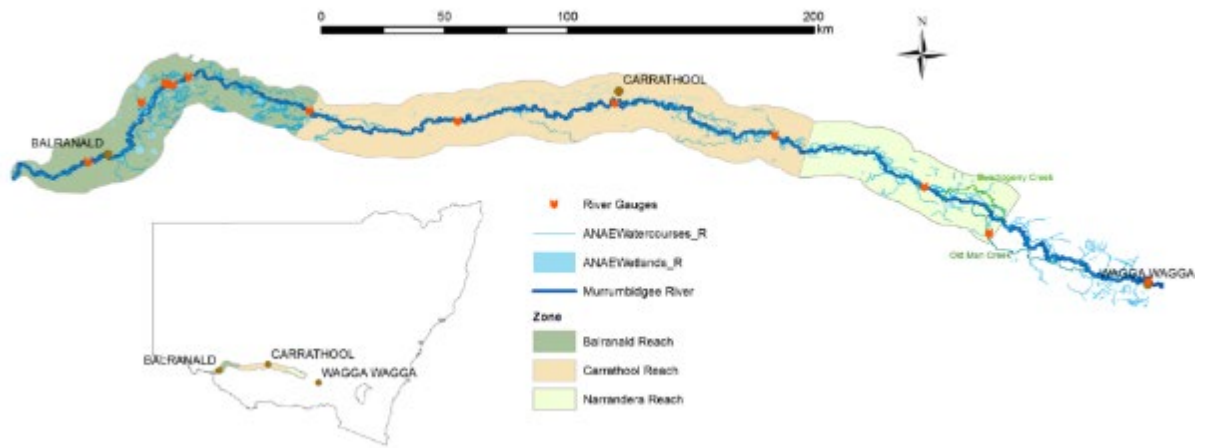 0 50 100 200
km
N
CARRATHOOL
BALRANALD
Beavers Creek
Old Man Creek
WAGGA WAGGA
River Gauges
ANAEWatercourses_R
ANAEWetlands_R
Murrumbidgee River
Zone
Balranald Reach
Carrathool Reach
Narrandera Reach
BALRANALD
CARRATHOOL
WAGGA WAGGA